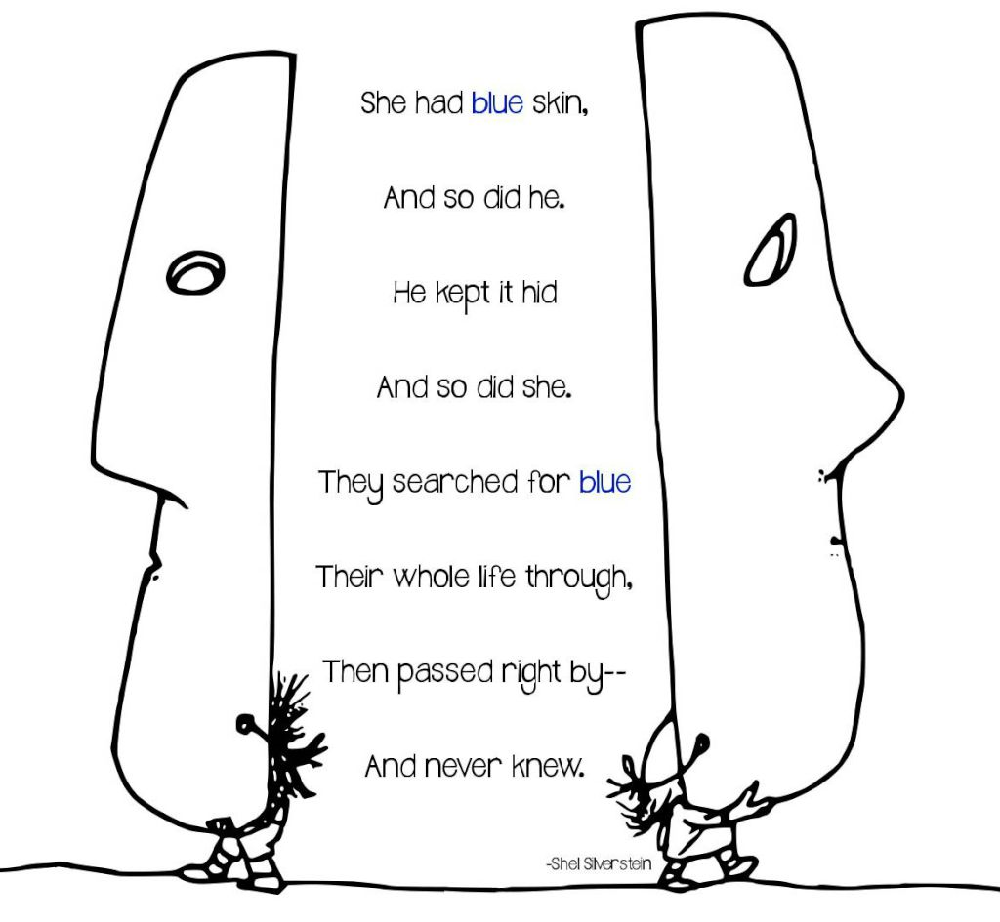 She had blue skin,
And so did he.
He kept it hid
And so did she.
They searched for blue
Their whole life through,
Then passed right by--
And never knew.
-Shel Silverstein